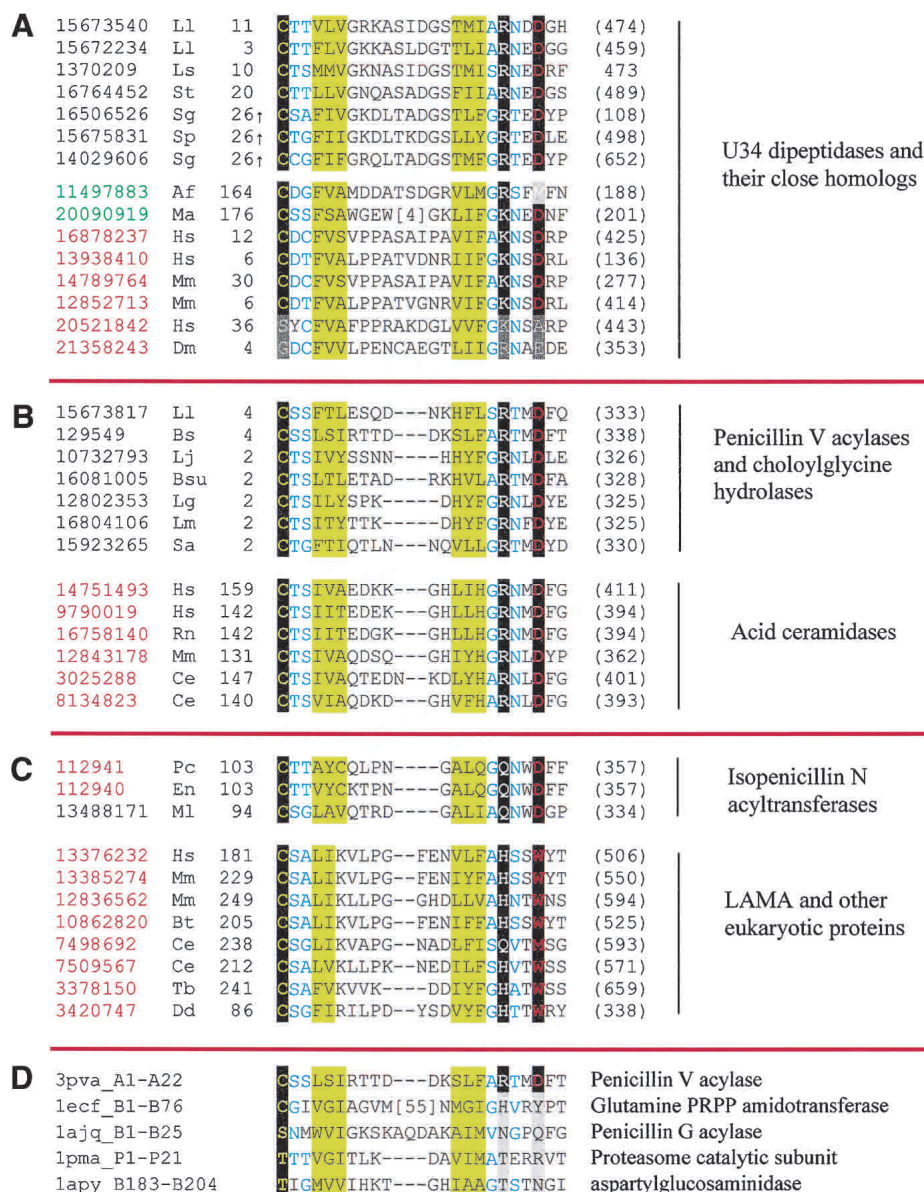 A
15673540 Ll 11 CTTVLVGRKASIDGSTMIARNDDGH (474)
15672234 Ll 3 CTTFLVGKKASLDGTTLIARNEDGG (459)
1370209 Ls 10 CTSMMVGKNASIDGSTMISRNEDRF 473
16764452 St 20 CTTLLVGNQASADGSFIIARNEDGS (489)
16506526 Sg 26↑ CSAFIVGKDLTADGSTLFGRTEDYP (108)
15675831 Sp 26↑ CTGFIIGKDLTKDGSLLYGRTEDLE (498)
14029606 Sg 26↑ CCGFIFGRQLTADGSTMFGRTEDYP (652)
U34 dipeptidases and
their close homologs
11497883 Af 164 CDGFVAMDDATSDGRVLMGRSF FN (188)
20090919 Ma 176 CSSFSAWGEW[4]GKLIFGKNEDNF (201)
16878237 Hs 12 CDCFVSVPPASAIPAVIFAKNSDRP (425)
13938410 Hs 6 CDTFVALPPATVDNRIIFGKNSDRL (136)
14789764 Mm 30 CDCFVSVPPASAIPAVIFAKNSDRP (277)
12852713 Mm 6 CDTFVALPPATVGNRVIFGKNSDRL (414)
20521842 Hs 36 SYCFVAFPPRAKDGLVVFGKNSARP (443)
21358243 Dm 4 GDCFVVLPENCAEGTLIIGRNAEDE (353)
B
15673817 Ll 4 CSSFTLESQD---NKHFLSRTMDFQ (333)
129549 Bs 4 CSSLSIRTTD---DKSLFARTMDFT (338)
10732793 Lj 2 CTSIVYSSNN---HHYFGRNLDLE (326)
16081005 Bsu 2 CTSLTLETAD---RKHVLARTMDFA (328)
12802353 Lg 2 CTSILYSPK----DHYFGRNLDYE (325)
16804106 Lm 2 CTSITYTTK----DHYFGRNFDYE (325)
15923265 Sa 2 CTGFTIQTLN---NQVLLGRTMDYD (330)
Penicillin V acylases
and choloylglycine
hydrolases
14751493 Hs 159 CTSIVAEDKK---GHLIHGRNMDFG (411)
9790019 Hs 142 CTSIITEDEK---GHLLHGRNMDFG (394)
16758140 Rn 142 CTSIITEDGK---GHLLHGRNMDFG (394)
12843178 Mm 131 CTSIVAQDSQ---GHIYHGRNLDYP (362)
3025288 Ce 147 CTSIVAQTEDN--KDLYHARNLDFG (401)
8134823 Ce 140 CTSVIAQDKD---GHVFHARNLDFG (393)
Acid ceramidases
C
112941 Pc 103 CTTAYCQLPN----GALQGQNWDFF (357)
112940 En 103 CTTVYCKTPN----GALQGQNWDFF (357)
13488171 Ml 94 CSGLAVQTRD----GALIAQNWDGP (334)
Isopenicillin N
acyltransferases
13376232 Hs 181 CSALIKVLPG--FENVLFAHSSWYT (506)
13385274 Mm 229 CSALIKVLPG--FENIYFAHSSWYT (550)
12836562 Mm 249 CSALIKLLPG--GHDLLVAHNTWNS (594)
10862820 Bt 205 CSALIKVLPG--FENIFFAHSSWYT (525)
7498692 Ce 238 CSGLIKVAPG--NADLFISQVTMSG (593)
7509567 Ce 212 CSALVKLLPK--NEDILFSHVTWSS (571)
3378150 Tb 241 CSAFVKVVK---DDIYFGHATWSS (659)
3420747 Dd 86 CSGFIRILPD--YSDVYFGHTTWRY (338)
LAMA and other
eukaryotic proteins
D
3pva_A1-A22 CSSLSIRTTD---DKSLFARTMDFT Penicillin V acylase
1ecf_B1-B76 CGIVGIAGVM[55]NMGIGHVRYPT Glutamine PRPP amidotransferase
1ajq_B1-B25 SNMWVIGKSKAQDAKAIMVNGPQFG Penicillin G acylase
1pma_P1-P21 TTTVGITLK----DAVIMATERRVT Proteasome catalytic subunit
1apy_B183-B204 TIGMVVIHKT---GHIAAGTSTNGI aspartylglucosaminidase